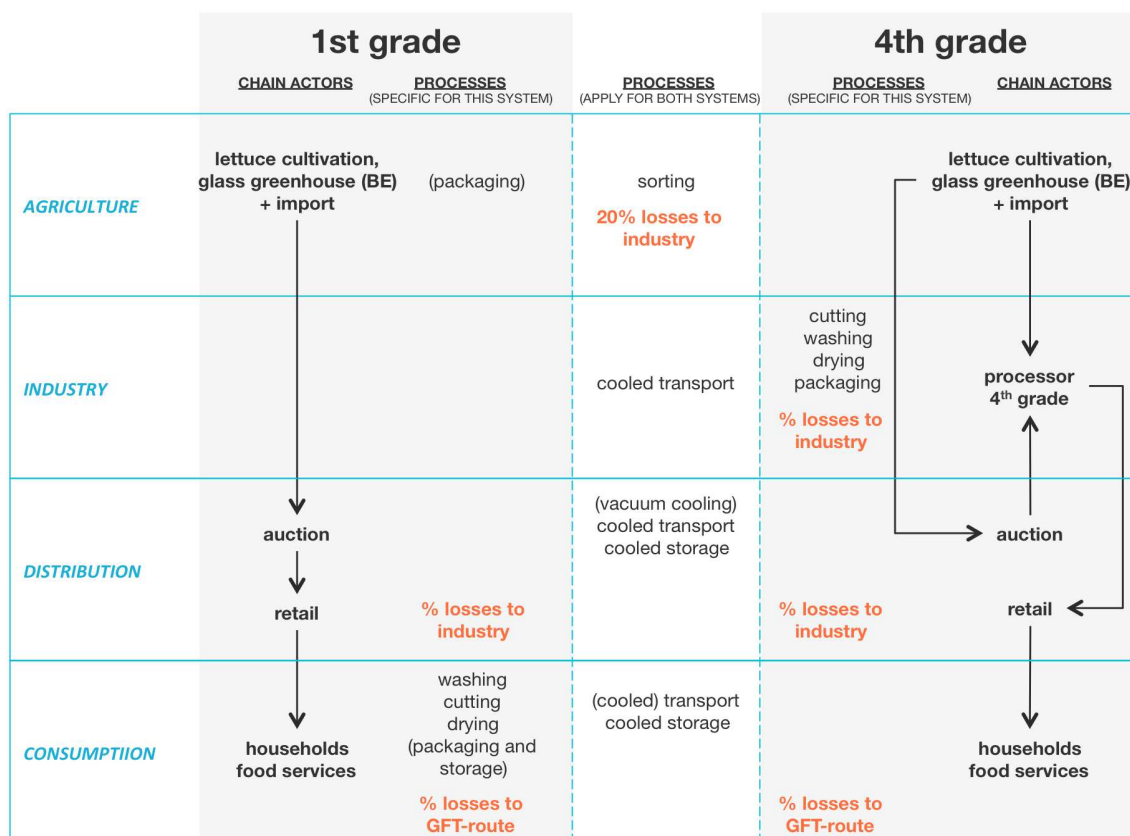 1st grade
4th grade
CHAIN ACTORS
PROCESSES
(SPECIFIC FOR THIS SYSTEM)
PROCESSES
(APPLY FOR BOTH SYSTEMS)
PROCESSES
(SPECIFIC FOR THIS SYSTEM)
CHAIN ACTORS
AGRICULTURE
lettuce cultivation,
glass greenhouse (BE)
+ import
(packaging)
sorting
20% losses to
industry
lettuce cultivation,
glass greenhouse (BE)
+ import
INDUSTRY
cooled transport
cutting
washing
drying
packaging
% losses to
industry
processor
4th grade
DISTRIBUTION
auction
retail
% losses to
industry
(vacuum cooling)
cooled transport
cooled storage
% losses to
industry
auction
retail
CONSUMPTIION
households
food services
washing
cutting
drying
(packaging and
storage)
% losses to
GFT-route
(cooled) transport
cooled storage
% losses to
GFT-route
households
food services